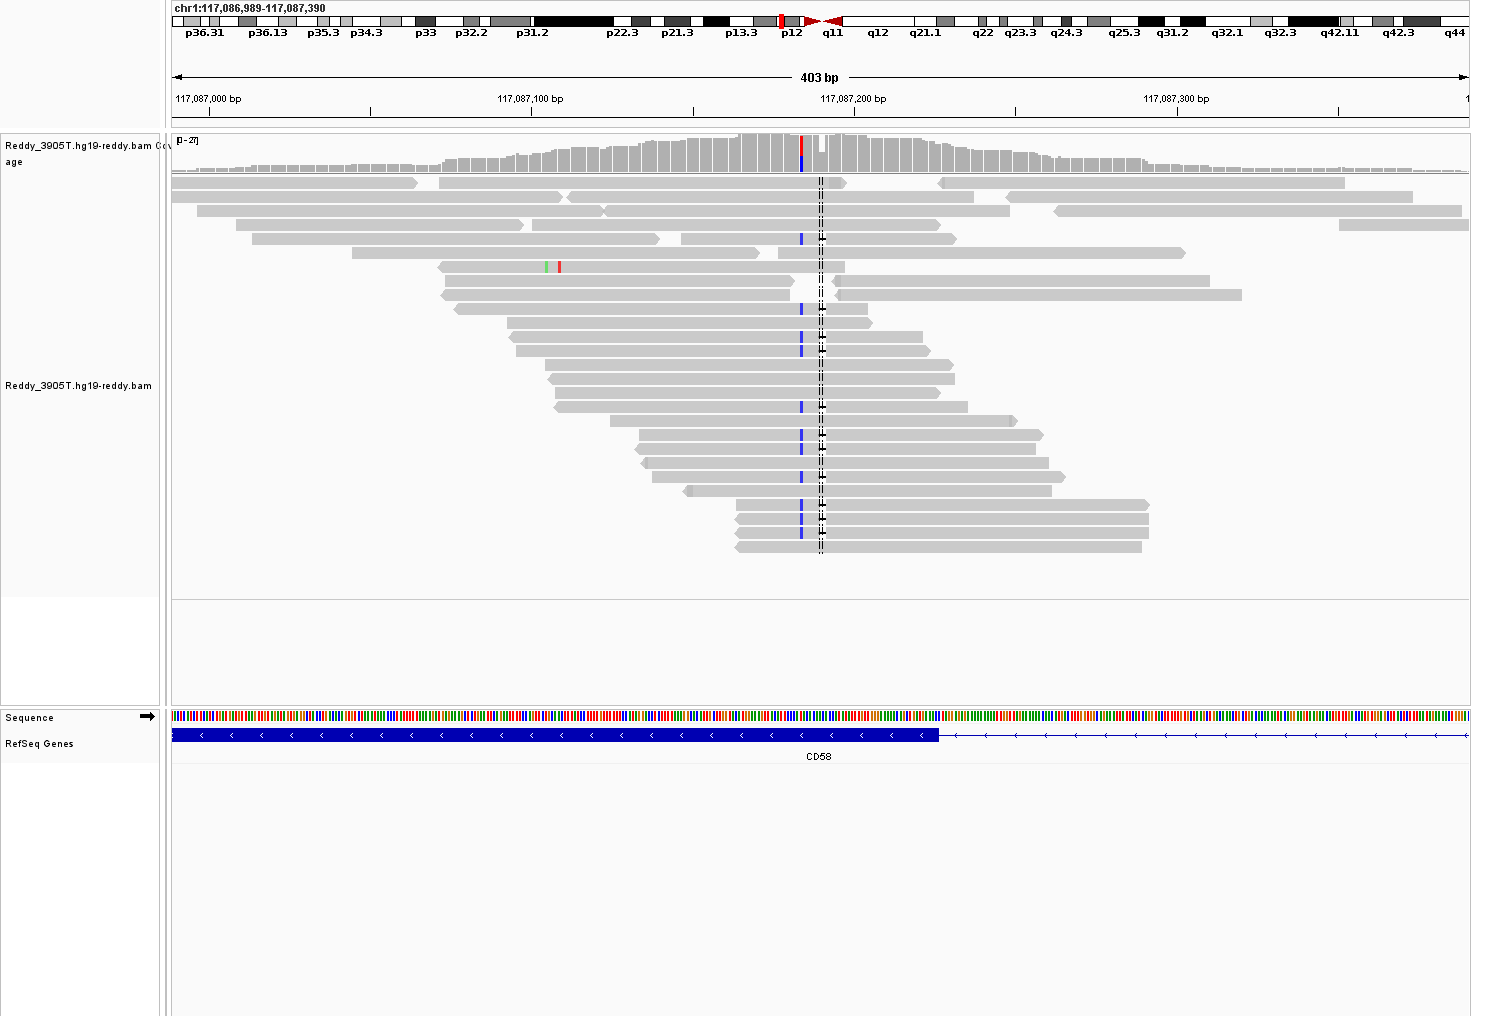 chr1:117,086,989-117,087,390
p36.31 p36.13 p35.3 p34.3 p33 p32.2 p31.2 p22.3 p21.3 p13.3 p12 q11 q12 q21.1 q22 q23.3 q24.3 q25.3 q31.2 q32.1 q32.3 q42.11 q42.3 q44
403 bp
117,087,000 bp 117,087,100 bp 117,087,200 bp 117,087,300 bp 1
Reddy_3905T.hg19-reddy.bam Cov
age
[0 - 27]
Reddy_3905T.hg19-reddy.bam
Sequence
RefSeq Genes
CD58